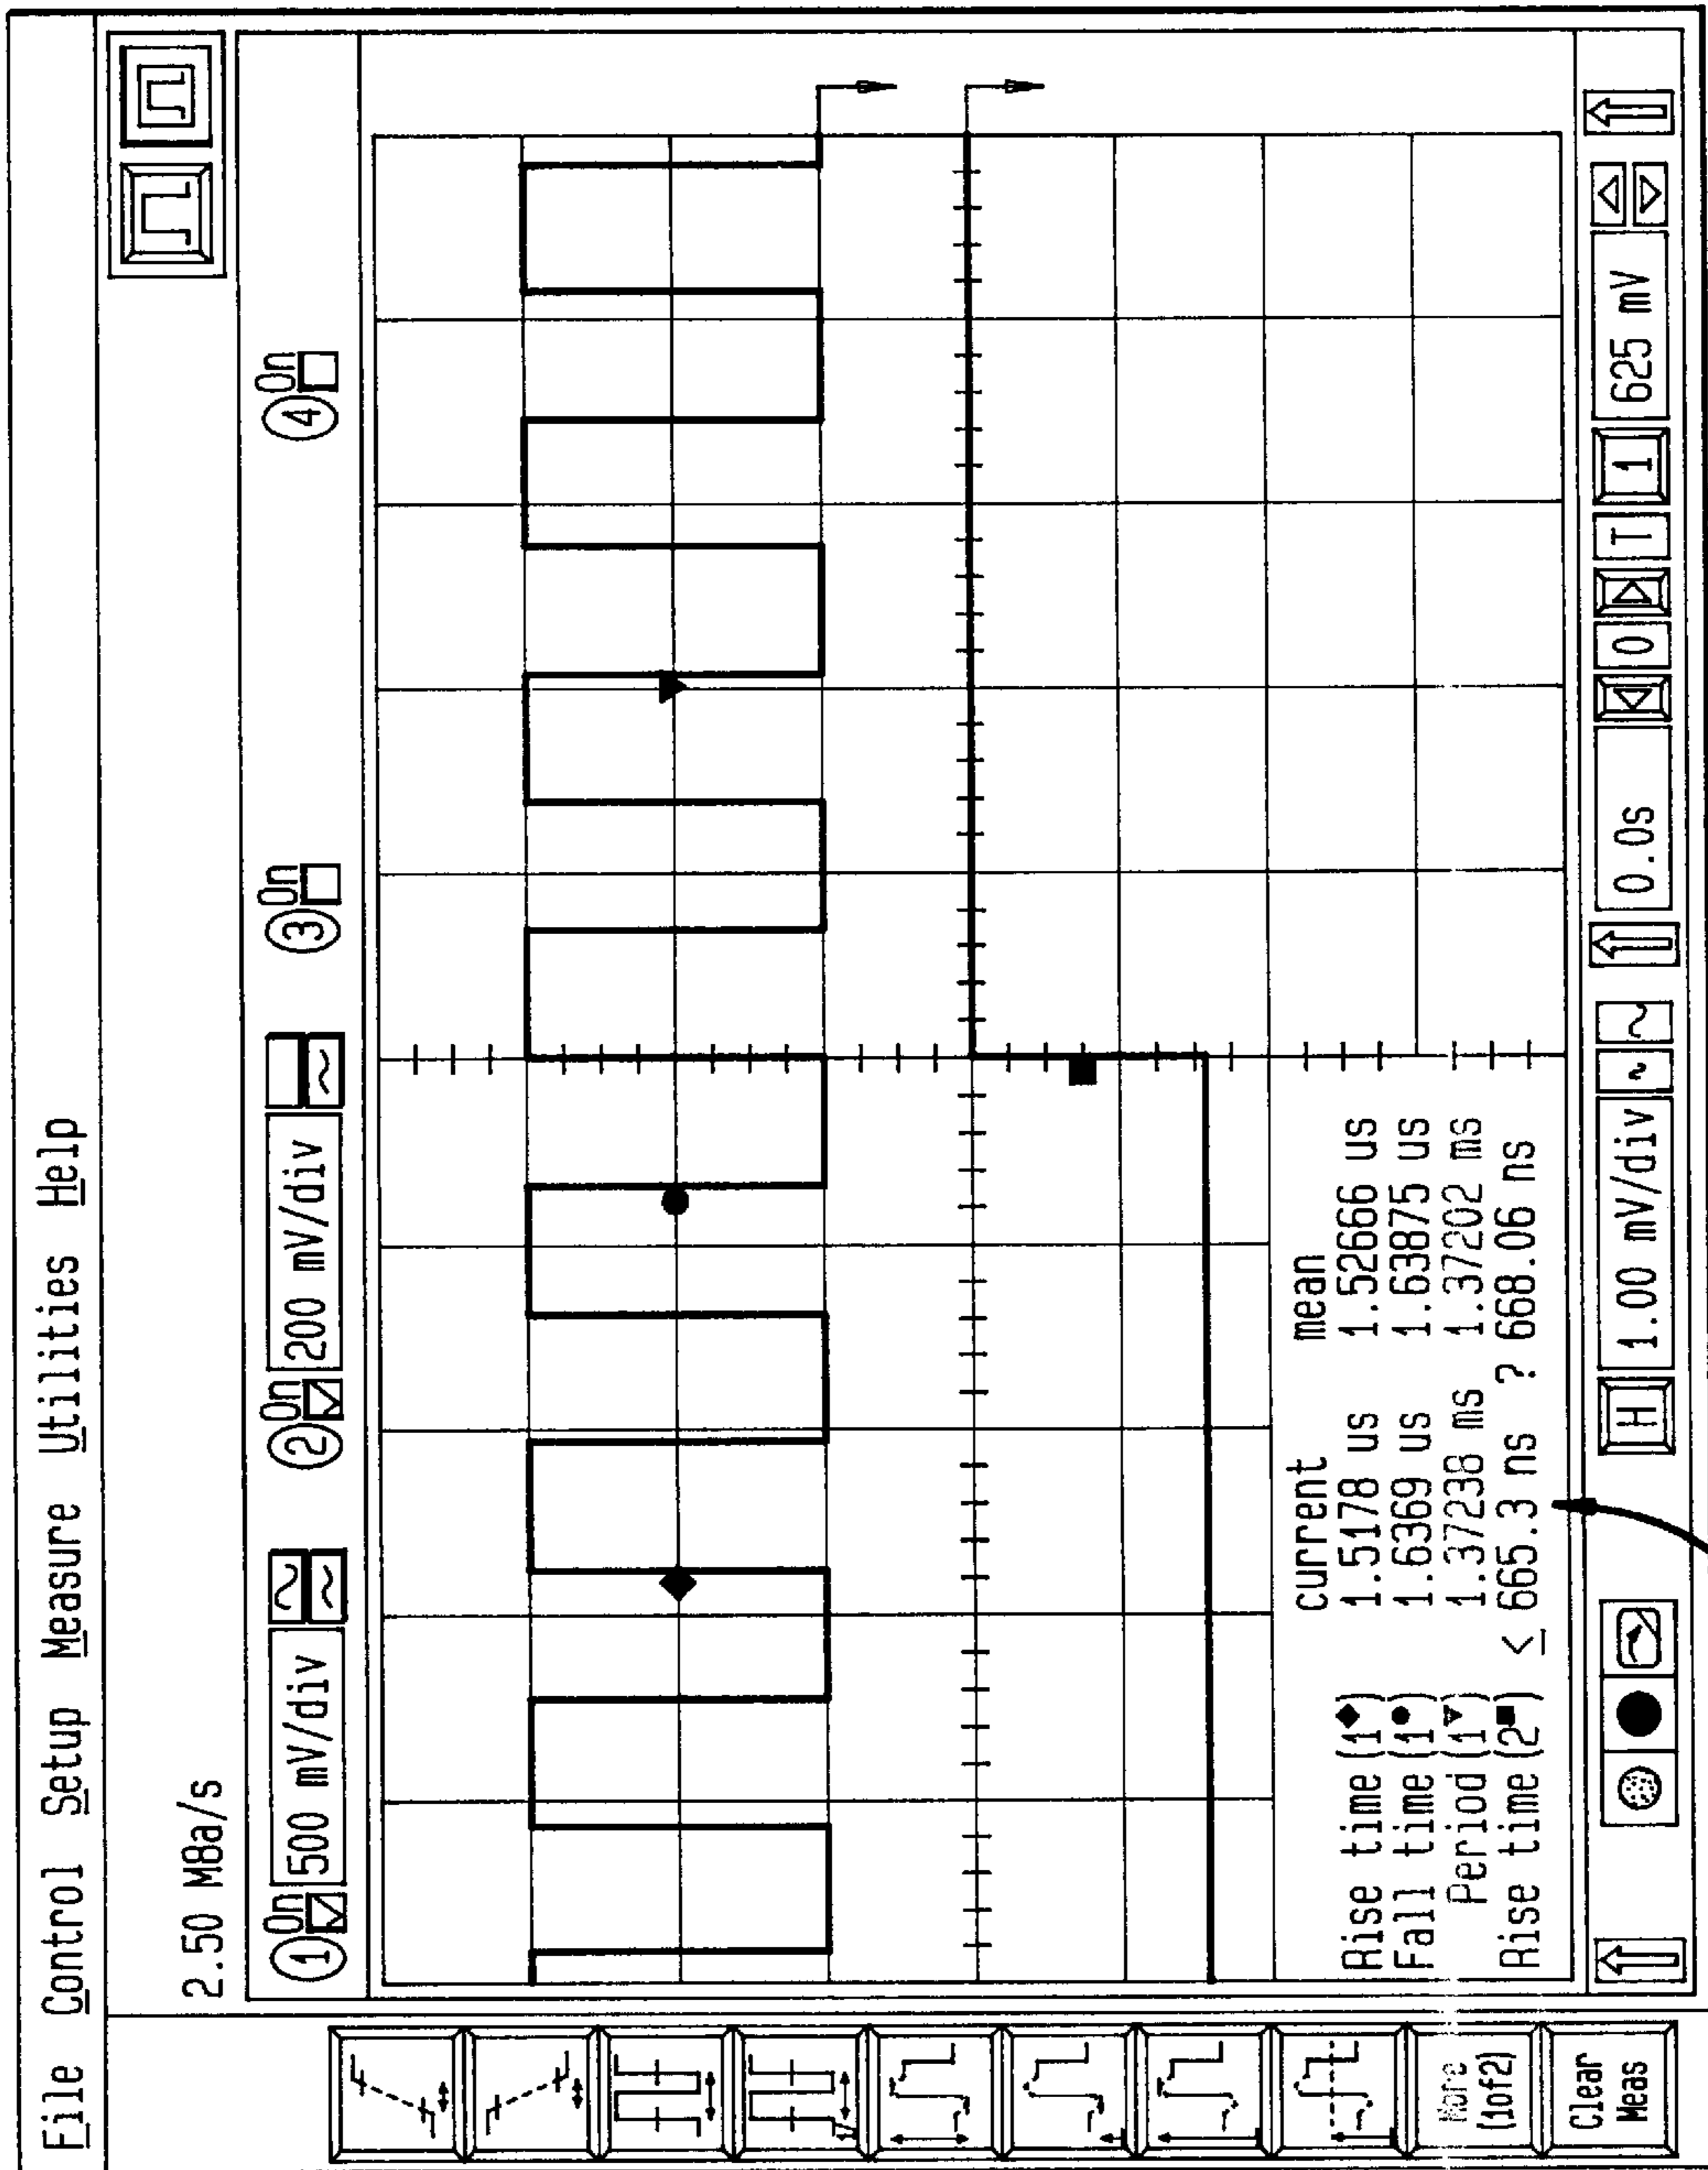 File Control Setup Measure Utilities Help
2.50 M8a/s
1 On 500 mV/div 2 On 200 mV/div 3 On 4 On
current mean
Rise time(1) 1.5178 us 1.52666 us
Fall time(1) 1.6369 us 1.63875 us
Period(1) 1.37238 ms 1.37202 ms
Rise time(2) ≤ 665.3 ns ? 668.06 ns
More
(1of2)
Clear
Meas
H 1.00 mV/div 0.0s 0 T 1 625 mV